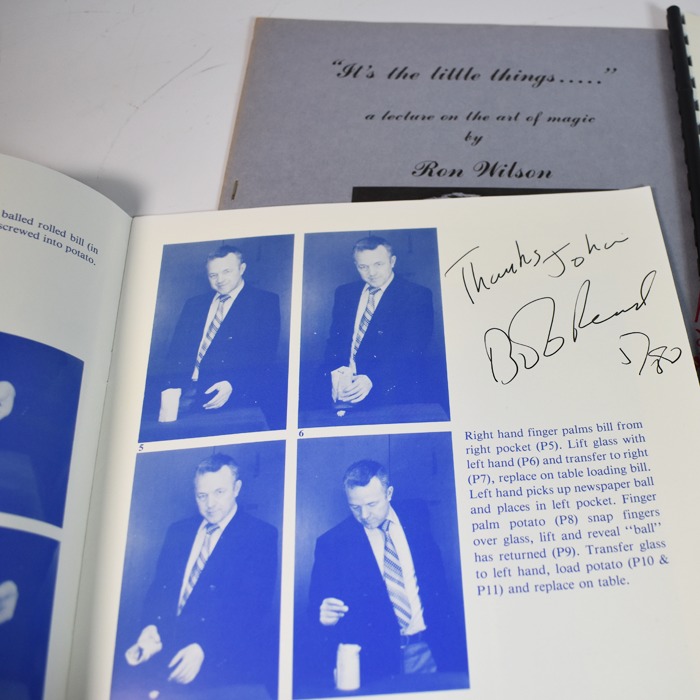 "It's the little things....."
a lecture on the art of magic
by
Ron Wilson
balled rolled bill (in
screwed into potato.
Thanks John
Bob Read
5/80
5
6
Right hand finger palms bill from
right pocket (P5). Lift glass with
left hand (P6) and transfer to right
(P7), replace on table loading bill.
Left hand picks up newspaper ball
and places in left pocket. Finger
palm potato (P8) snap fingers
over glass, lift and reveal "ball"
has returned (P9). Transfer glass
to left hand, load potato (P10 &
P11) and replace on table.